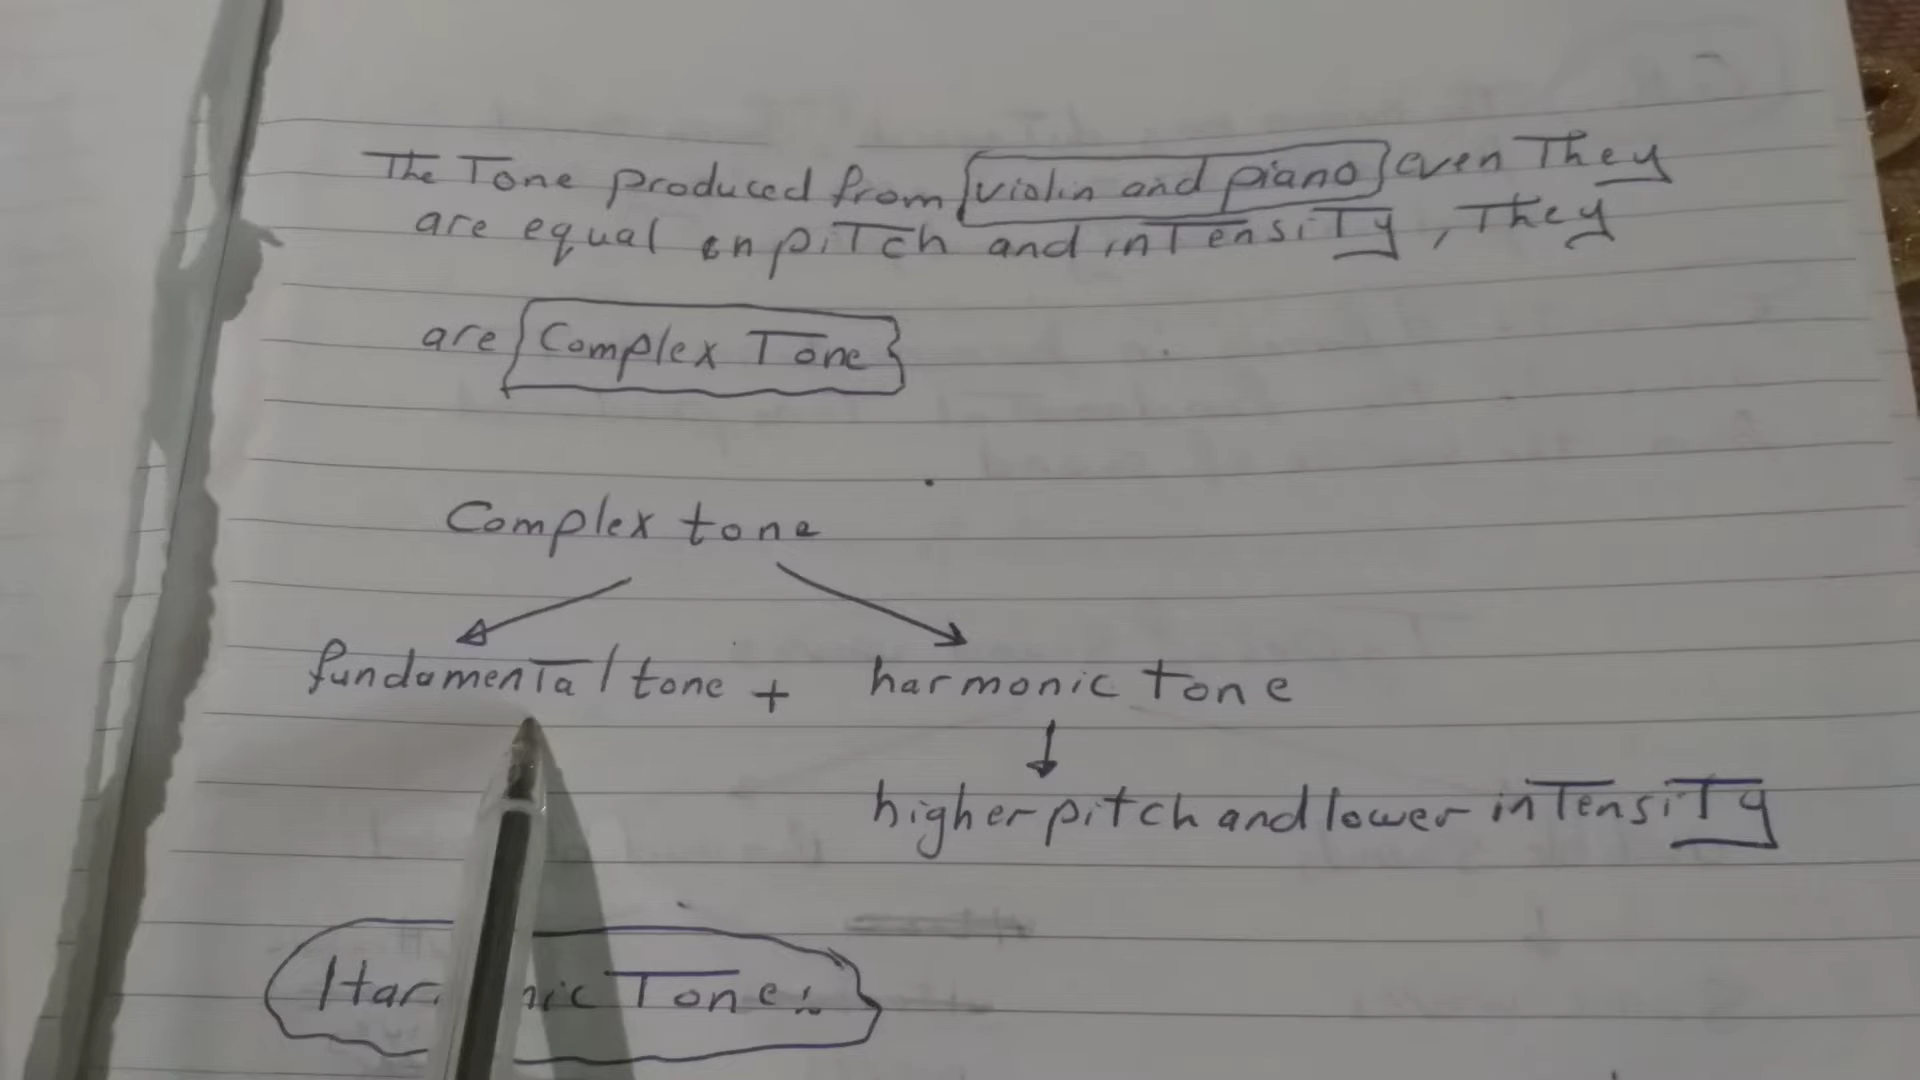 The Tone produced from violin and piano even They
are equal on piTch and inTensiTy, They
are Complex Tone
Complex tone
fundamenTal tone + harmonic tone
higher pitch and lower inTensiTy
Tone: